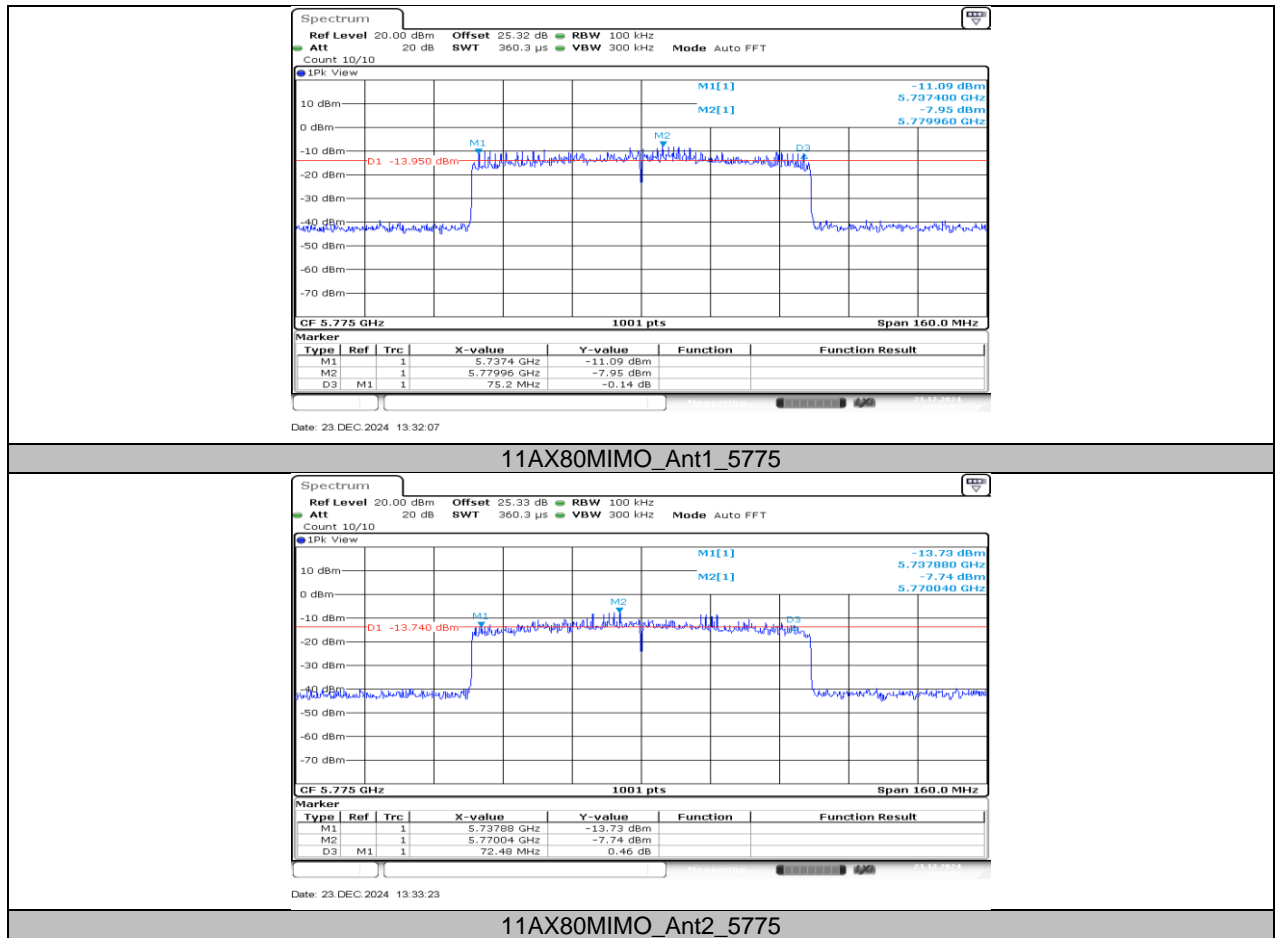 Spectrum
Ref Level 20.00 dBm Offset 25.32 dB RBW 100 kHz
Att 20 dB SWT 360.3 µs VBW 300 kHz Mode Auto FFT
Count 10/10
1Pk View
M1[1] -11.09 dBm
5.737400 GHz
10 dBm
M2[1] -7.95 dBm
5.779960 GHz
0 dBm
M1 M2 D3
-10 dBm
D1 -13.950 dBm
-20 dBm
-30 dBm
-40 dBm
-50 dBm
-60 dBm
-70 dBm
CF 5.775 GHz 1001 pts Span 160.0 MHz
Marker
Type Ref Trc X-value Y-value Function Function Result
M1 1 5.7374 GHz -11.09 dBm
M2 1 5.77996 GHz -7.95 dBm
D3 M1 1 75.2 MHz -0.14 dB
Measuring 23.12.2024
Date: 23.DEC.2024 13:32:07
11AX80MIMO_Ant1_5775
Spectrum
Ref Level 20.00 dBm Offset 25.33 dB RBW 100 kHz
Att 20 dB SWT 360.3 µs VBW 300 kHz Mode Auto FFT
Count 10/10
1Pk View
M1[1] -13.73 dBm
5.737880 GHz
10 dBm
M2[1] -7.74 dBm
5.770040 GHz
0 dBm
M2
-10 dBm
M1 D3
D1 -13.740 dBm
-20 dBm
-30 dBm
-40 dBm
-50 dBm
-60 dBm
-70 dBm
CF 5.775 GHz 1001 pts Span 160.0 MHz
Marker
Type Ref Trc X-value Y-value Function Function Result
M1 1 5.73788 GHz -13.73 dBm
M2 1 5.77004 GHz -7.74 dBm
D3 M1 1 72.48 MHz 0.46 dB
Measuring 23.12.2024
Date: 23.DEC.2024 13:33:23
11AX80MIMO_Ant2_5775